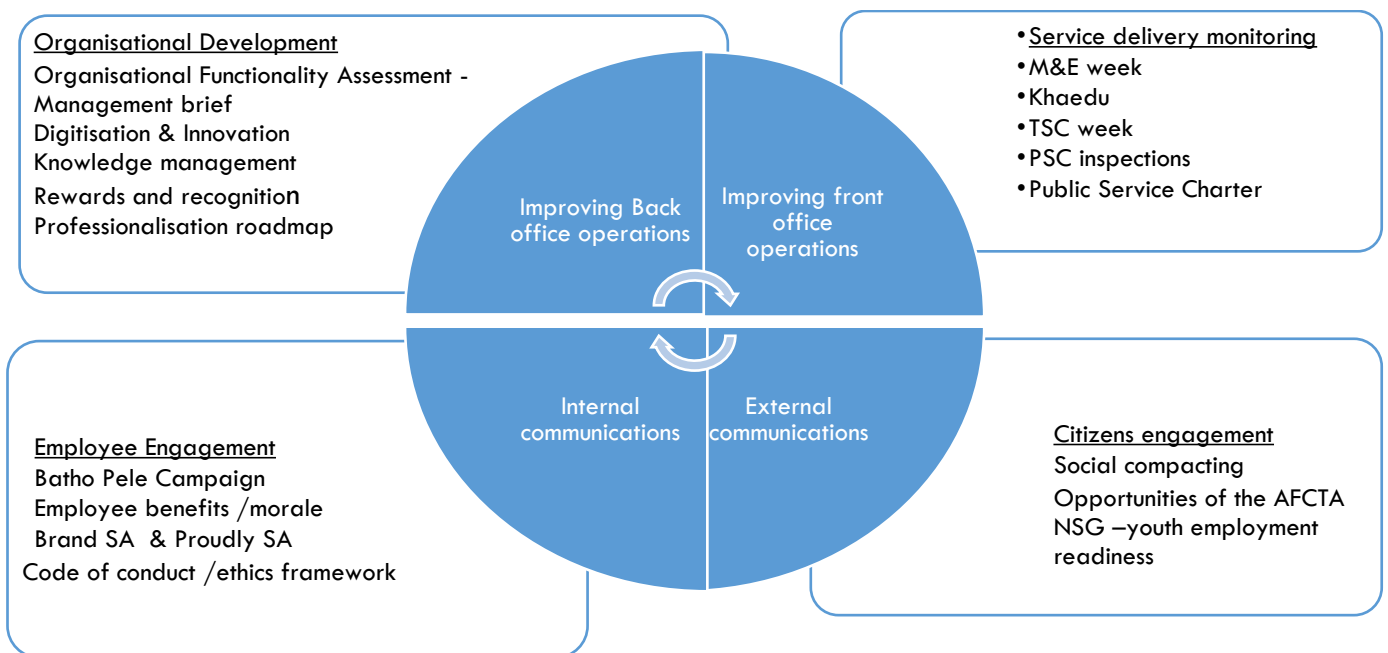 Organisational Development
Organisational Functionality Assessment -
Management brief
Digitisation & Innovation
Knowledge management
Rewards and recognition
Professionalisation roadmap
•Service delivery monitoring
•M&E week
•Khaedu
•TSC week
•PSC inspections
•Public Service Charter
Improving Back
office operations
Improving front
office
operations
Internal
communications
External
communications
Employee Engagement
Batho Pele Campaign
Employee benefits /morale
Brand SA & Proudly SA
Code of conduct /ethics framework
Citizens engagement
Social compacting
Opportunities of the AFCTA
NSG –youth employment
readiness